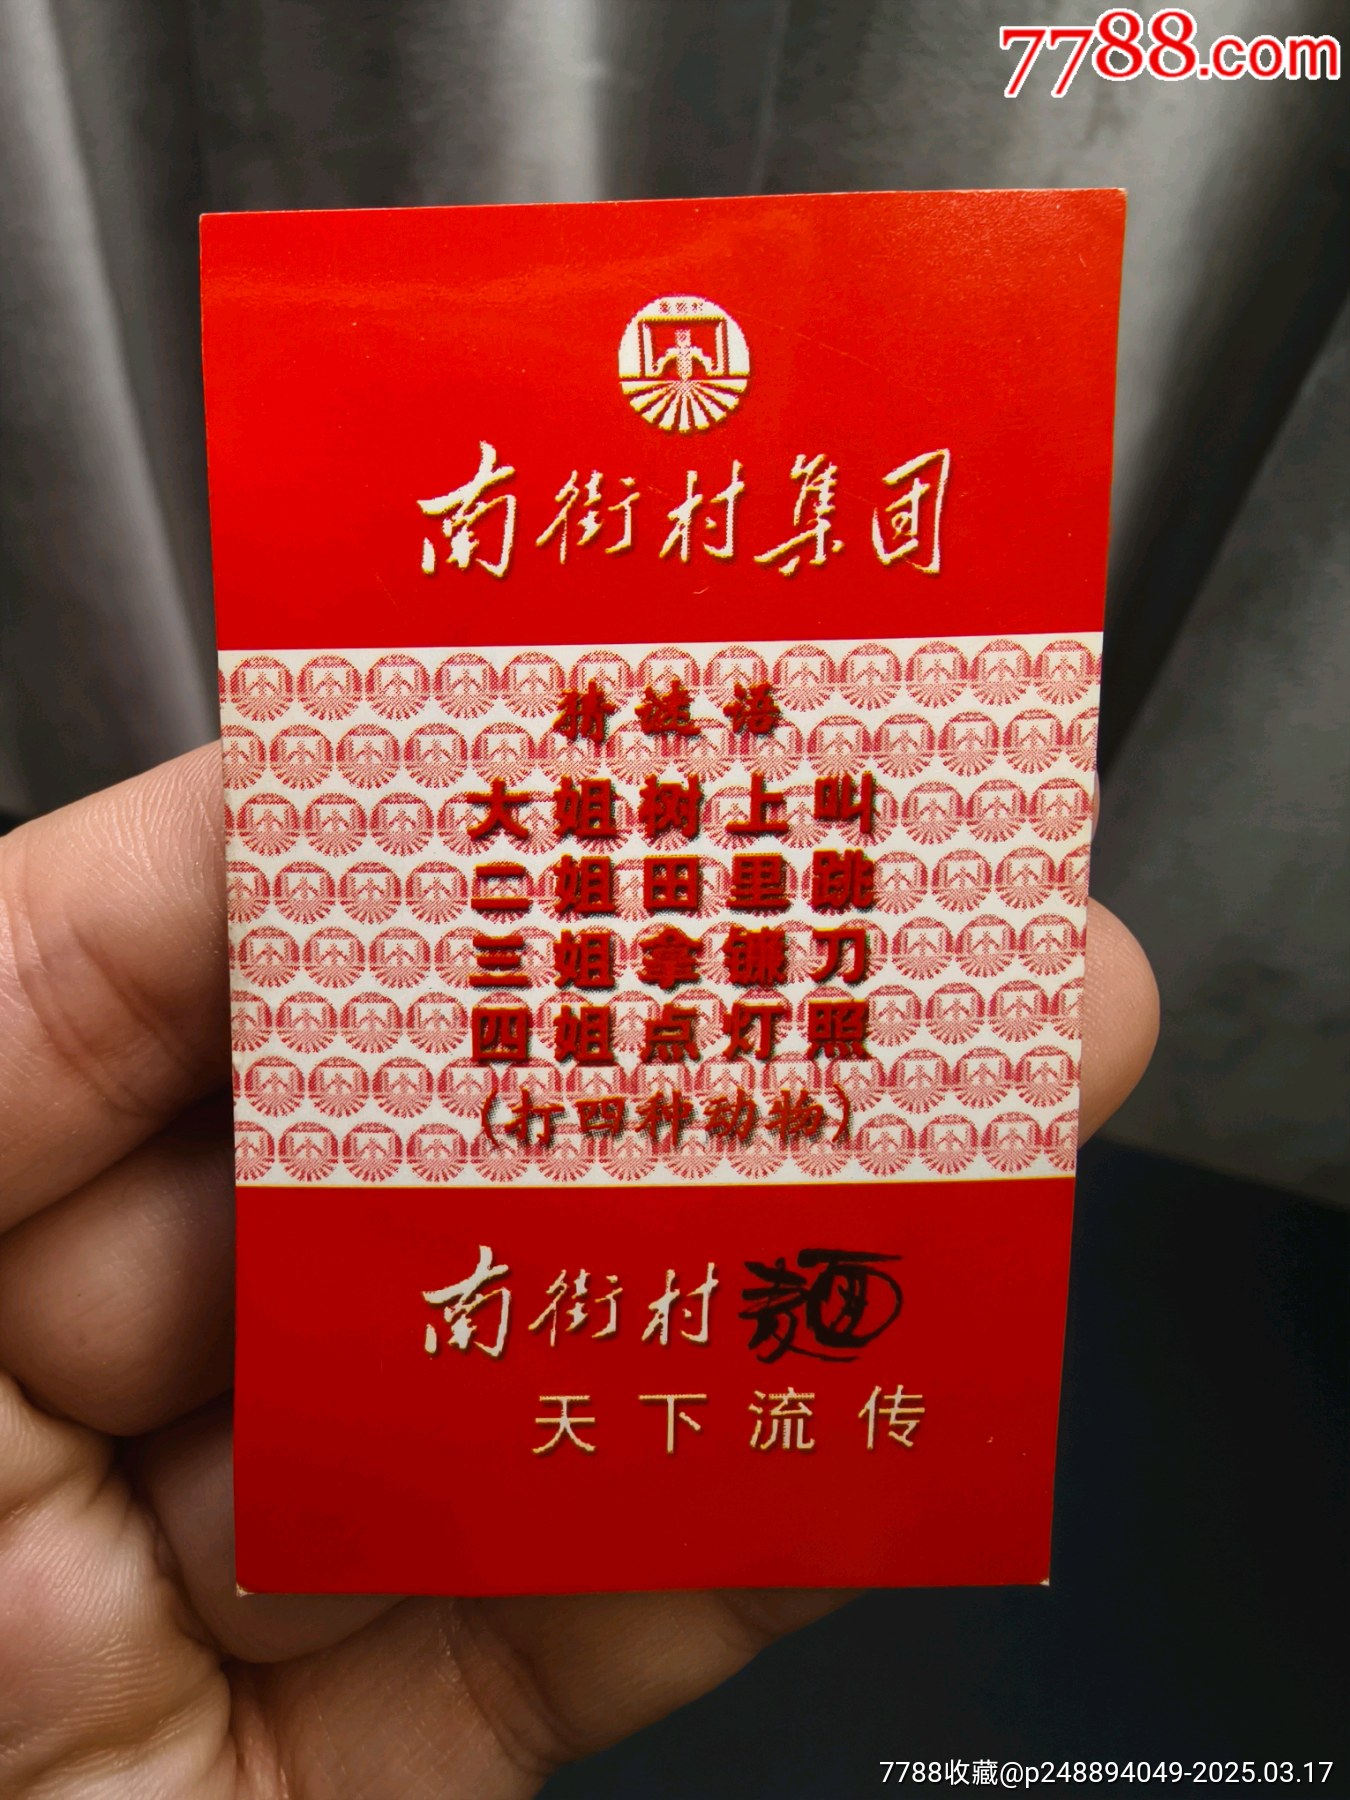 7788.com
南街村集团
猜谜语
大姐树上叫
二姐田里跳
三姐拿镰刀
四姐点灯照
(打四种动物)
南街村麺
天下流传
7788收藏@p248894049-2025.03.17